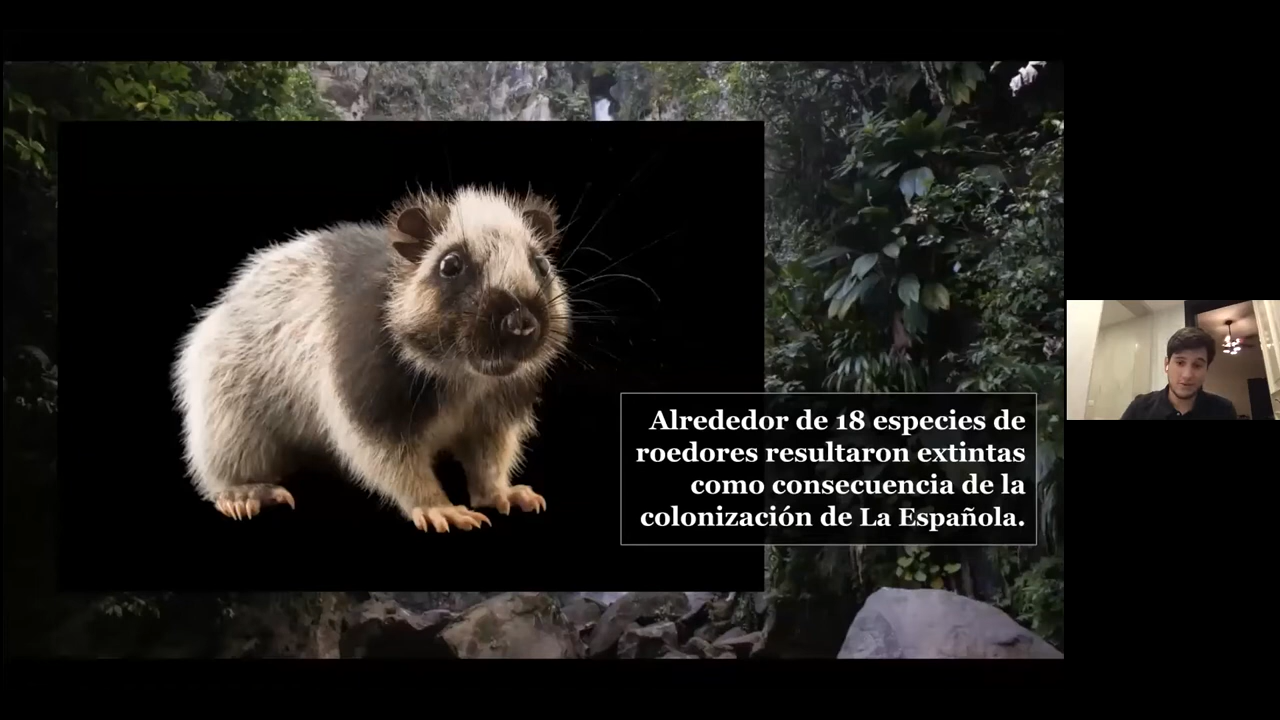 Alrededor de 18 especies de
roedores resultaron extintas
como consecuencia de la
colonización de La Española.